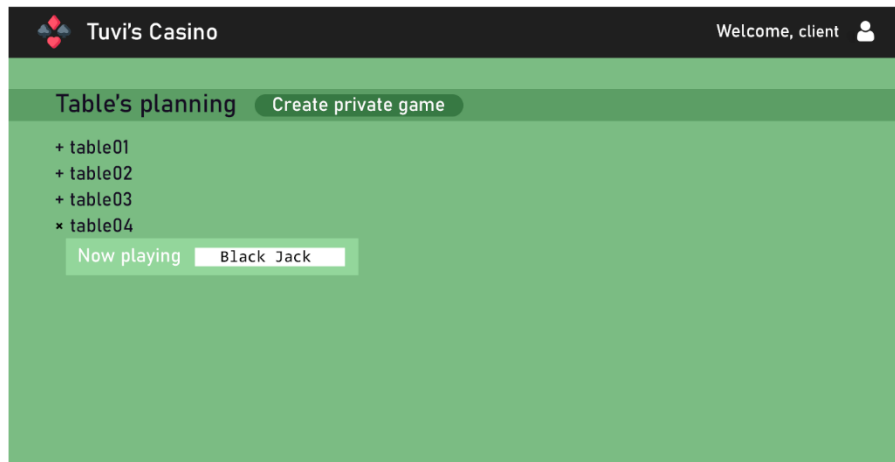 Tuvi's Casino
Welcome, client
Table's planning
Create private game
+ table01
+ table02
+ table03
× table04
Now playing
Black Jack